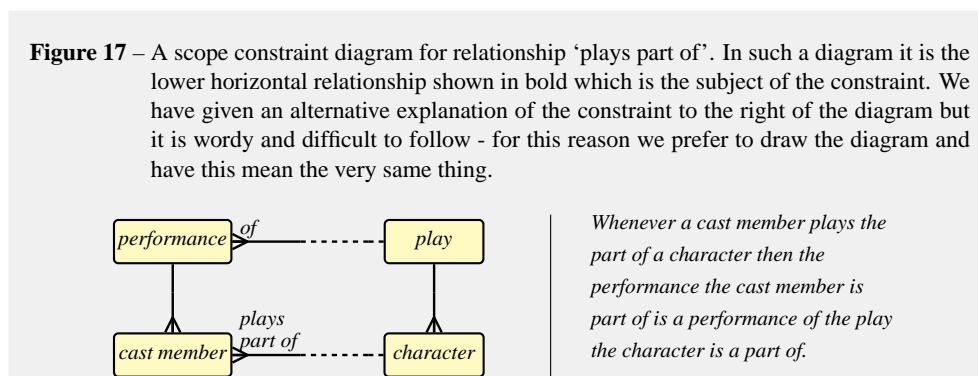 Figure 17 – A scope constraint diagram for relationship ‘plays part of’. In such a diagram it is the
lower horizontal relationship shown in bold which is the subject of the constraint. We
have given an alternative explanation of the constraint to the right of the diagram but
it is wordy and difficult to follow - for this reason we prefer to draw the diagram and
have this mean the very same thing.
performance
of
play
cast member
plays
part of
character
Whenever a cast member plays the
part of a character then the
performance the cast member is
part of is a performance of the play
the character is a part of.